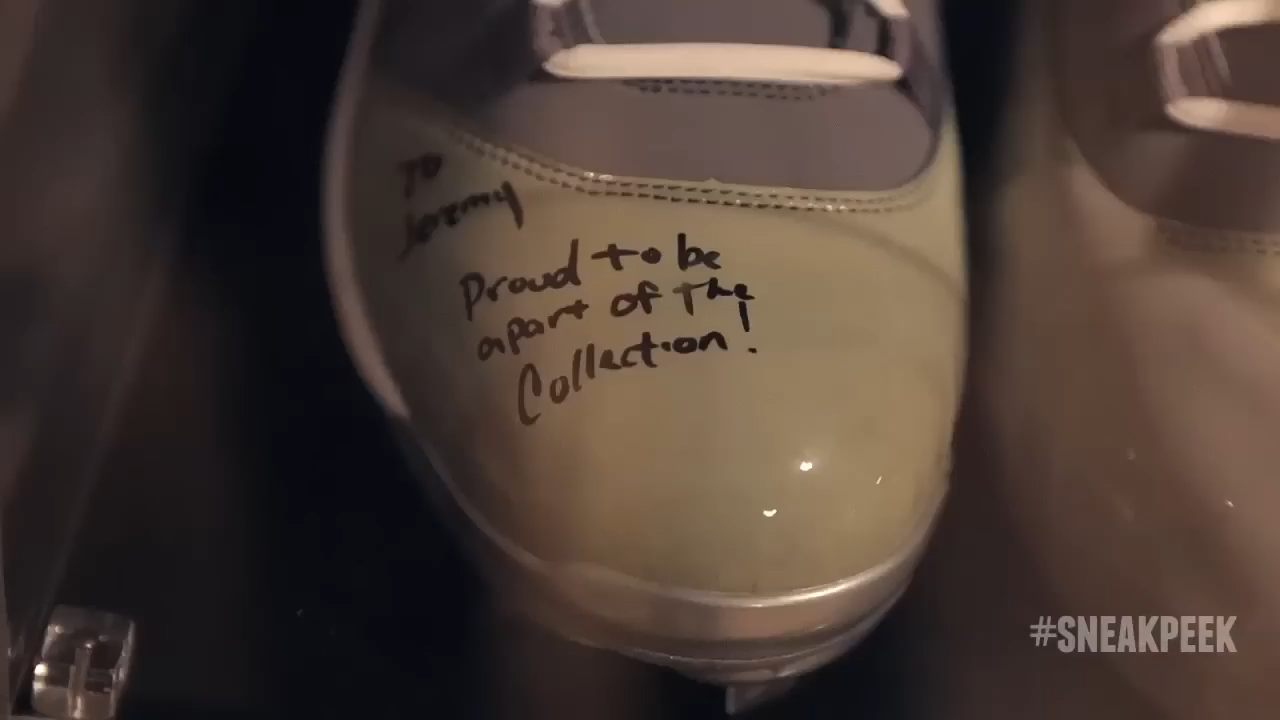 To
Jeremy
Proud to be
apart of the
Collection!
#SNEAKPEEK